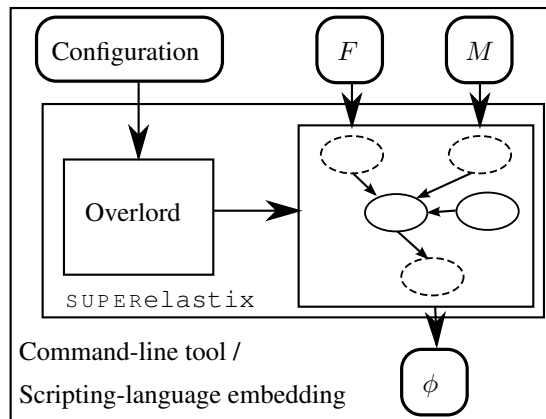 Configuration
F
M
Overlord
SUPERelastix
Command-line tool /
Scripting-language embedding
ϕ